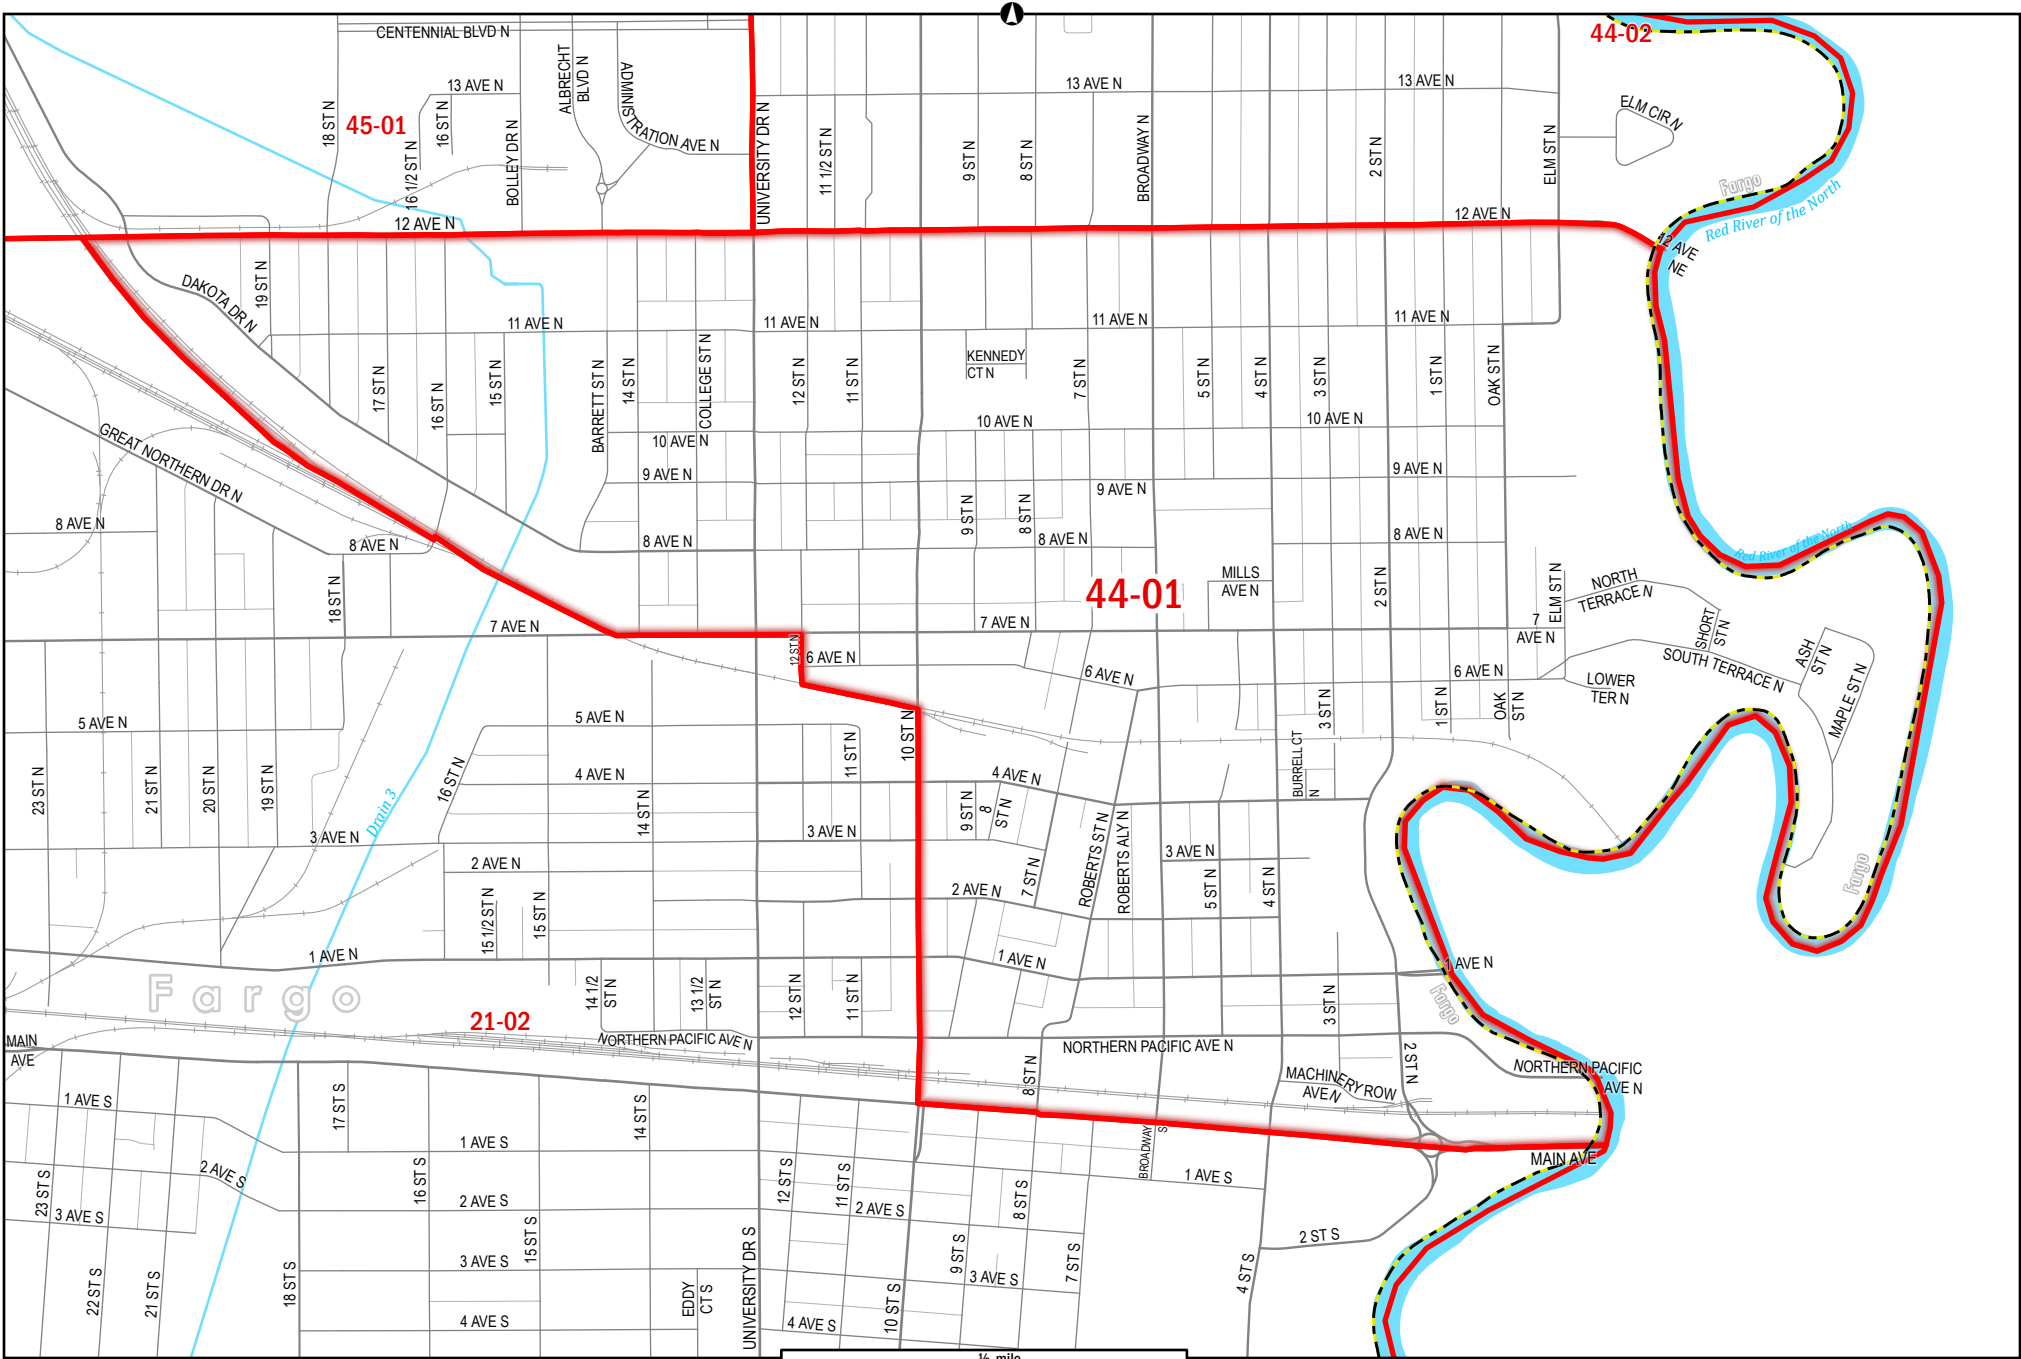 CENTENNIAL BLVD N
44-02
ALBRECHT
BLVD N
ADMINISTRATION AVE N
13 AVE N
13 AVE N
13 AVE N
18 ST N
45-01
16 ST N
16 1/2 ST N
BOLLEY DR N
UNIVERSITY DR N
11 1/2 ST N
9 ST N
8 ST N
BROADWAY N
2 ST N
ELM ST N
ELM CIR N
Fargo
Red River of the North
12 AVE N
12 AVE N
12 AVE
NE
19 ST N
DAKOTA DR N
11 AVE N
11 AVE N
11 AVE N
11 AVE N
KENNEDY
CT N
17 ST N
16 ST N
15 ST N
BARRETT ST N
14 ST N
COLLEGE ST N
12 ST N
11 ST N
7 ST N
5 ST N
4 ST N
3 ST N
1 ST N
OAK ST N
10 AVE N
10 AVE N
10 AVE N
GREAT NORTHERN DR N
9 AVE N
9 AVE N
9 AVE N
9 ST N
8 ST N
8 AVE N
8 AVE N
8 AVE N
8 AVE N
8 AVE N
Red River of the North
44-01
MILLS
AVE N
2 ST N
ELM ST N
NORTH
TERRACE N
SHORT
ST N
18 ST N
7 AVE N
7 AVE N
7
AVE N
12 ST N
6 AVE N
6 AVE N
6 AVE N
SOUTH TERRACE N
LOWER
TER N
ASH
ST N
MAPLE ST N
5 AVE N
5 AVE N
10 ST N
11 ST N
3 ST N
1 ST N
OAK
ST N
23 ST N
21 ST N
20 ST N
19 ST N
16 ST N
4 AVE N
4 AVE N
BURRELL CT
N
Drain 3
14 ST N
9 ST N
8
ST N
3 AVE N
3 AVE N
3 AVE N
ROBERTS ST N
ROBERTS ALY N
7 ST N
2 AVE N
2 AVE N
5 ST N
4 ST N
Fargo
15 1/2 ST N
15 ST N
1 AVE N
1 AVE N
1 AVE N
Fargo
Fargo
14 1/2
ST N
13 1/2
ST N
12 ST N
11 ST N
3 ST N
21-02
MAIN
AVE
NORTHERN PACIFIC AVE N
NORTHERN PACIFIC AVE N
NORTHERN PACIFIC
AVE N
2 ST N
8 ST N
MACHINERY ROW
AVE N
1 AVE S
1 AVE S
1 AVE S
17 ST S
14 ST S
BROADWAY
S
MAIN AVE
2 AVE S
2 AVE S
2 AVE S
23 ST S
16 ST S
12 ST S
11 ST S
8 ST S
3 AVE S
3 AVE S
3 AVE S
15 ST S
2 ST S
22 ST S
21 ST S
18 ST S
EDDY
CT S
UNIVERSITY DR S
10 ST S
9 ST S
7 ST S
4 ST S
4 AVE S
4 AVE S
½ mile